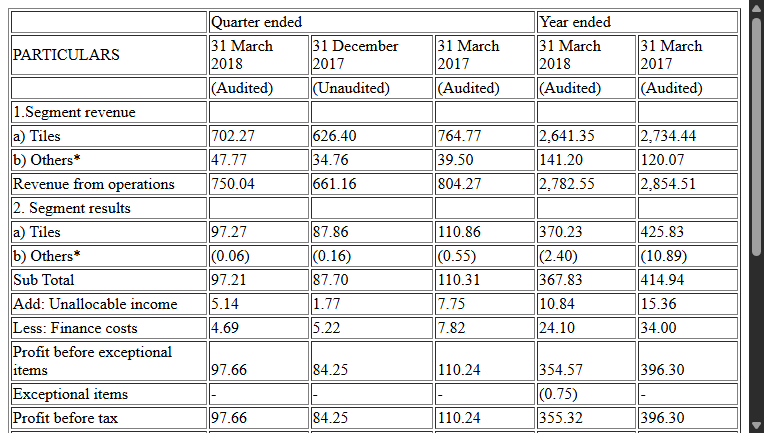 Quarter ended Year ended
PARTICULARS 31 March 2018 31 December 2017 31 March 2017 31 March 2018 31 March 2017
(Audited) (Unaudited) (Audited) (Audited) (Audited)
1.Segment revenue
a) Tiles 702.27 626.40 764.77 2,641.35 2,734.44
b) Others* 47.77 34.76 39.50 141.20 120.07
Revenue from operations 750.04 661.16 804.27 2,782.55 2,854.51
2. Segment results
a) Tiles 97.27 87.86 110.86 370.23 425.83
b) Others* (0.06) (0.16) (0.55) (2.40) (10.89)
Sub Total 97.21 87.70 110.31 367.83 414.94
Add: Unallocable income 5.14 1.77 7.75 10.84 15.36
Less: Finance costs 4.69 5.22 7.82 24.10 34.00
Profit before exceptional items 97.66 84.25 110.24 354.57 396.30
Exceptional items - - - (0.75) -
Profit before tax 97.66 84.25 110.24 355.32 396.30